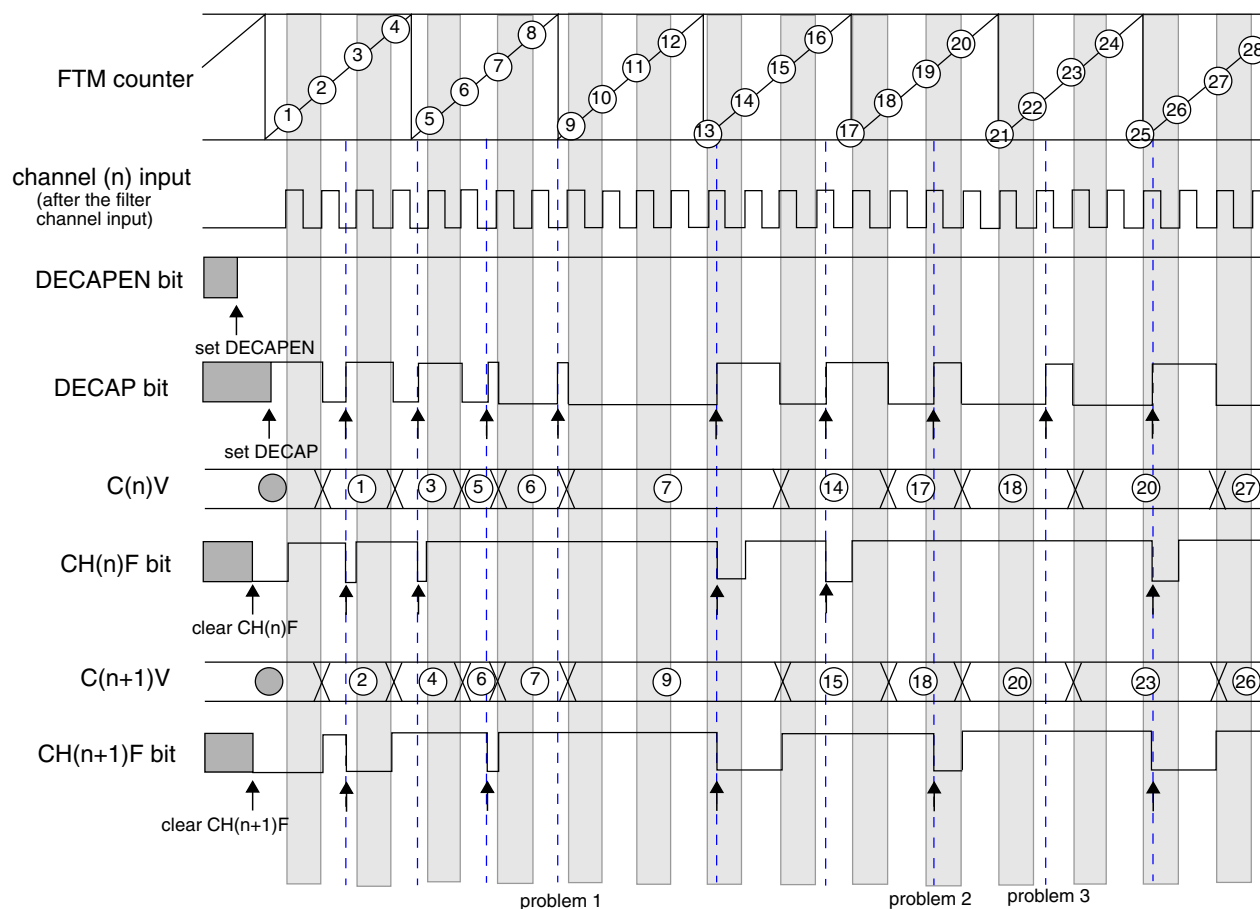 FTM counter
1 2 3 4 5 6 7 8 9 10 11 12 13 14 15 16 17 18 19 20 21 22 23 24 25 26 27 28
channel (n) input
(after the filter
channel input)
DECAPEN bit
set DECAPEN
DECAP bit
set DECAP
C(n)V
1 3 5 6 7 14 17 18 20 27
CH(n)F bit
clear CH(n)F
C(n+1)V
2 4 6 7 9 15 18 20 23 26
CH(n+1)F bit
clear CH(n+1)F
problem 1 problem 2 problem 3